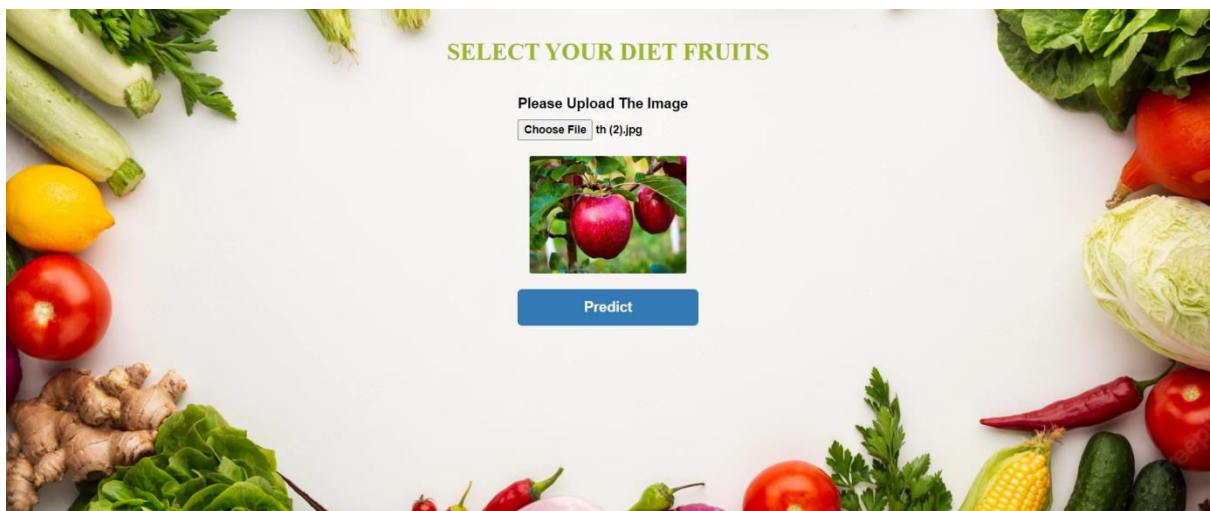 SELECT YOUR DIET FRUITS
Please Upload The Image
Choose File th (2).jpg
Predict